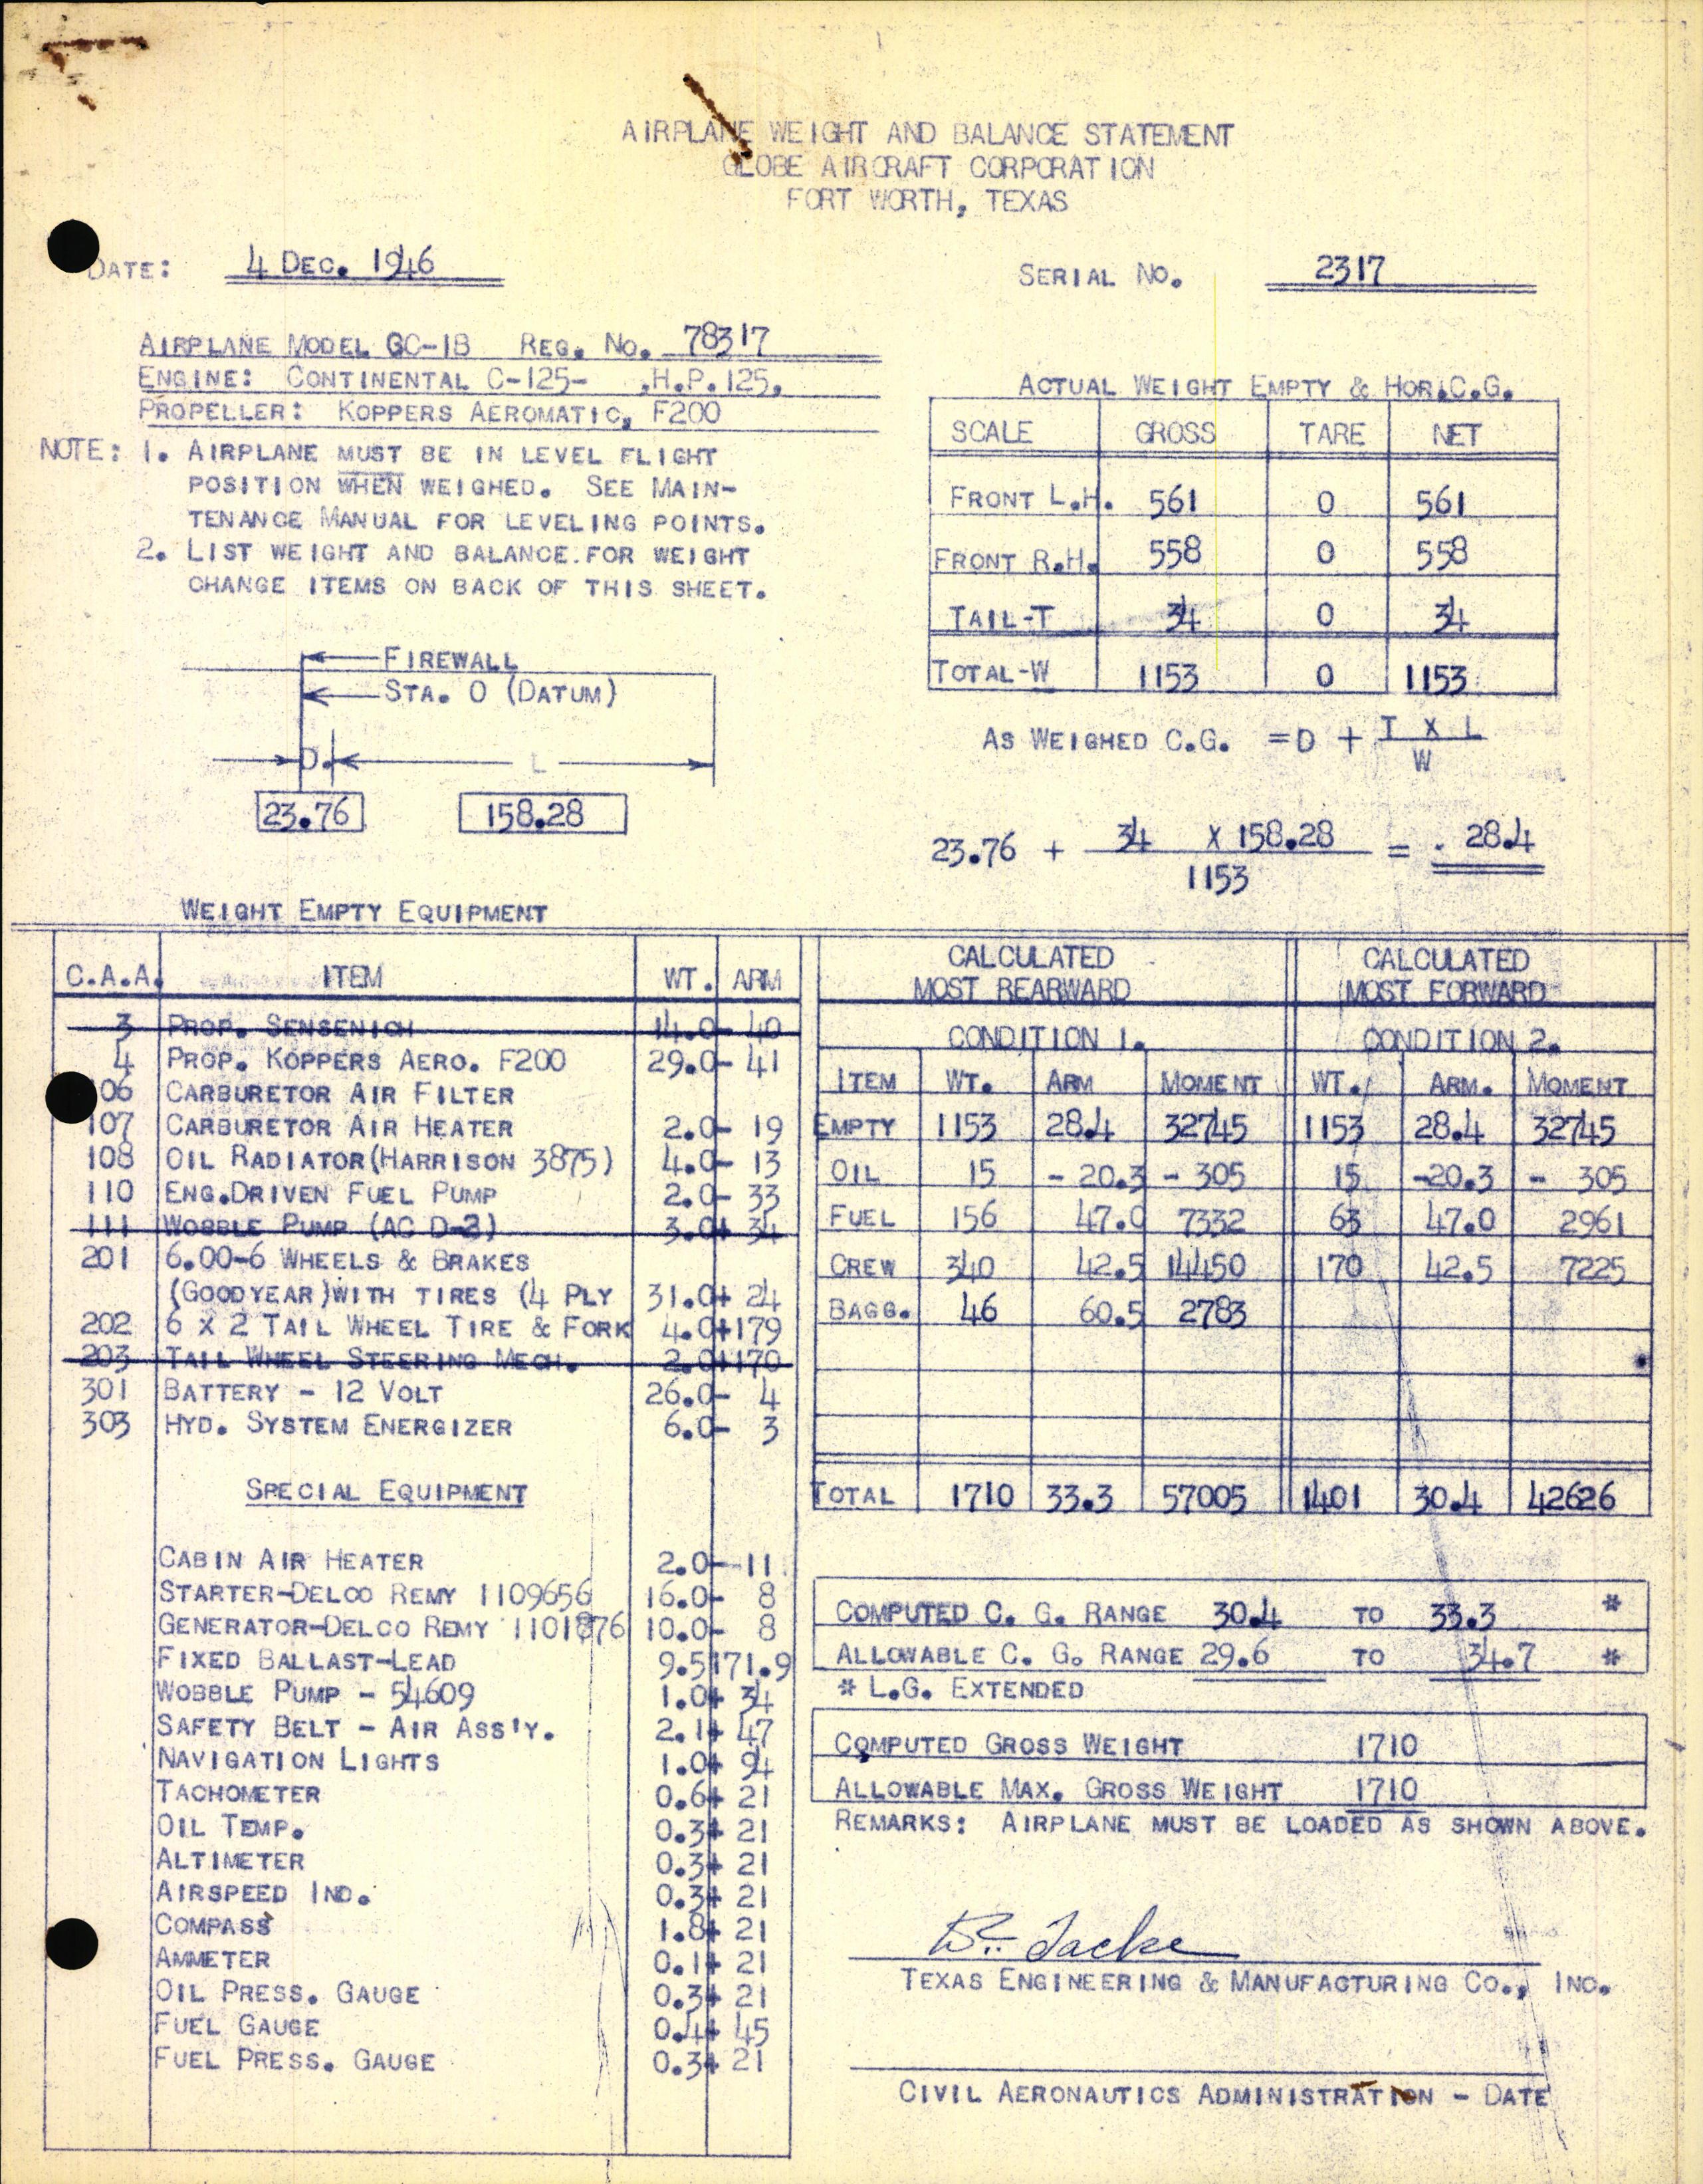 AIRPLANE WEIGHT AND BALANCE STATEMENT
GLOBE AIRCRAFT CORPORATION
FORT WORTH, TEXAS
DATE: 4 DEC. 1946
SERIAL NO. 2317
AIRPLANE MODEL GC-1B REG. NO. 78317
ENGINE: CONTINENTAL C-125- ,H.P. 125,
PROPELLER: KOPPERS AEROMATIC, F200
NOTE: 1. AIRPLANE MUST BE IN LEVEL FLIGHT
POSITION WHEN WEIGHED. SEE MAIN-
TENANCE MANUAL FOR LEVELING POINTS.
2. LIST WEIGHT AND BALANCE.FOR WEIGHT
CHANGE ITEMS ON BACK OF THIS SHEET.
ACTUAL WEIGHT EMPTY & HOR.C.G.
SCALE GROSS TARE NET
FRONT L.H. 561 0 561
FRONT R.H. 558 0 558
TAIL-T 34 0 34
TOTAL-W 1153 0 1153
FIREWALL
STA. 0 (DATUM)
D. L
23.76 158.28
AS WEIGHED C.G. = D + T X L
W
23.76 + 34 X 158.28 = 28.4
1153
WEIGHT EMPTY EQUIPMENT
C.A.A. ITEM WT. ARM
3 PROP. SENSENICH 14.0- 40
4 PROP. KOPPERS AERO. F200 29.0- 41
106 CARBURETOR AIR FILTER
107 CARBURETOR AIR HEATER 2.0- 19
108 OIL RADIATOR(HARRISON 3875) 4.0- 13
110 ENG.DRIVEN FUEL PUMP 2.0- 33
111 WOBBLE PUMP (AC D-2) 3.0+ 34
201 6.00-6 WHEELS & BRAKES
(GOODYEAR)WITH TIRES (4 PLY 31.0+ 24
202 6 X 2 TAIL WHEEL TIRE & FORK 4.0+179
203 TAIL WHEEL STEERING MECH. 2.0+170
301 BATTERY - 12 VOLT 26.0- 4
303 HYD. SYSTEM ENERGIZER 6.0- 3
SPECIAL EQUIPMENT
CABIN AIR HEATER 2.0- 11
STARTER-DELCO REMY 1109656 16.0- 8
GENERATOR-DELCO REMY 1101876 10.0- 8
FIXED BALLAST-LEAD 9.5 171.9
WOBBLE PUMP - 54609 1.0+ 34
SAFETY BELT - AIR ASS'Y. 2.1+ 47
NAVIGATION LIGHTS 1.0+ 94
TACHOMETER 0.6+ 21
OIL TEMP. 0.3+ 21
ALTIMETER 0.3+ 21
AIRSPEED IND. 0.3+ 21
COMPASS 1.8+ 21
AMMETER 0.1+ 21
OIL PRESS. GAUGE 0.3+ 21
FUEL GAUGE 0.4+ 45
FUEL PRESS. GAUGE 0.3+ 21
CALCULATED CALCULATED
MOST REARWARD MOST FORWARD
CONDITION 1. CONDITION 2.
ITEM WT. ARM MOMENT WT. ARM. MOMENT
EMPTY 1153 28.4 32745 1153 28.4 32745
OIL 15 - 20.3 - 305 15 -20.3 - 305
FUEL 156 47.0 7332 63 47.0 2961
CREW 340 42.5 14450 170 42.5 7225
BAGG. 46 60.5 2783
TOTAL 1710 33.3 57005 1401 30.4 42626
COMPUTED C. G. RANGE 30.4 TO 33.3 *
ALLOWABLE C. G. RANGE 29.6 TO 34.7 *
* L.G. EXTENDED
COMPUTED GROSS WEIGHT 1710
ALLOWABLE MAX. GROSS WEIGHT 1710
REMARKS: AIRPLANE MUST BE LOADED AS SHOWN ABOVE.
TEXAS ENGINEERING & MANUFACTURING CO., INC.
CIVIL AERONAUTICS ADMINISTRATION - DATE